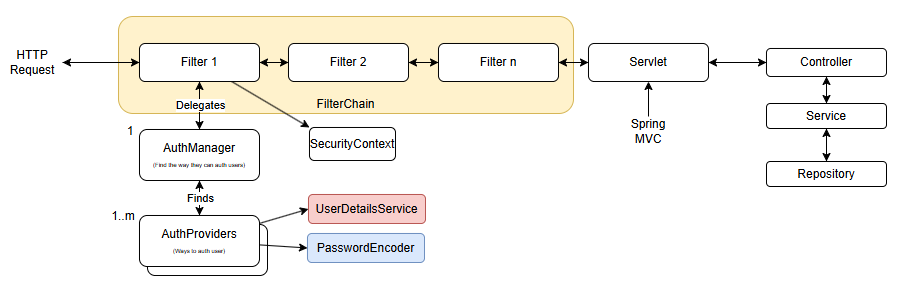 HTTP
Request
Filter 1
Filter 2
Filter n
Servlet
Controller
Delegates
FilterChain
Service
Spring
MVC
1
AuthManager
(Find the way they can auth users)
SecurityContext
Repository
Finds
1..m
AuthProviders
(Ways to auth user)
UserDetailsService
PasswordEncoder